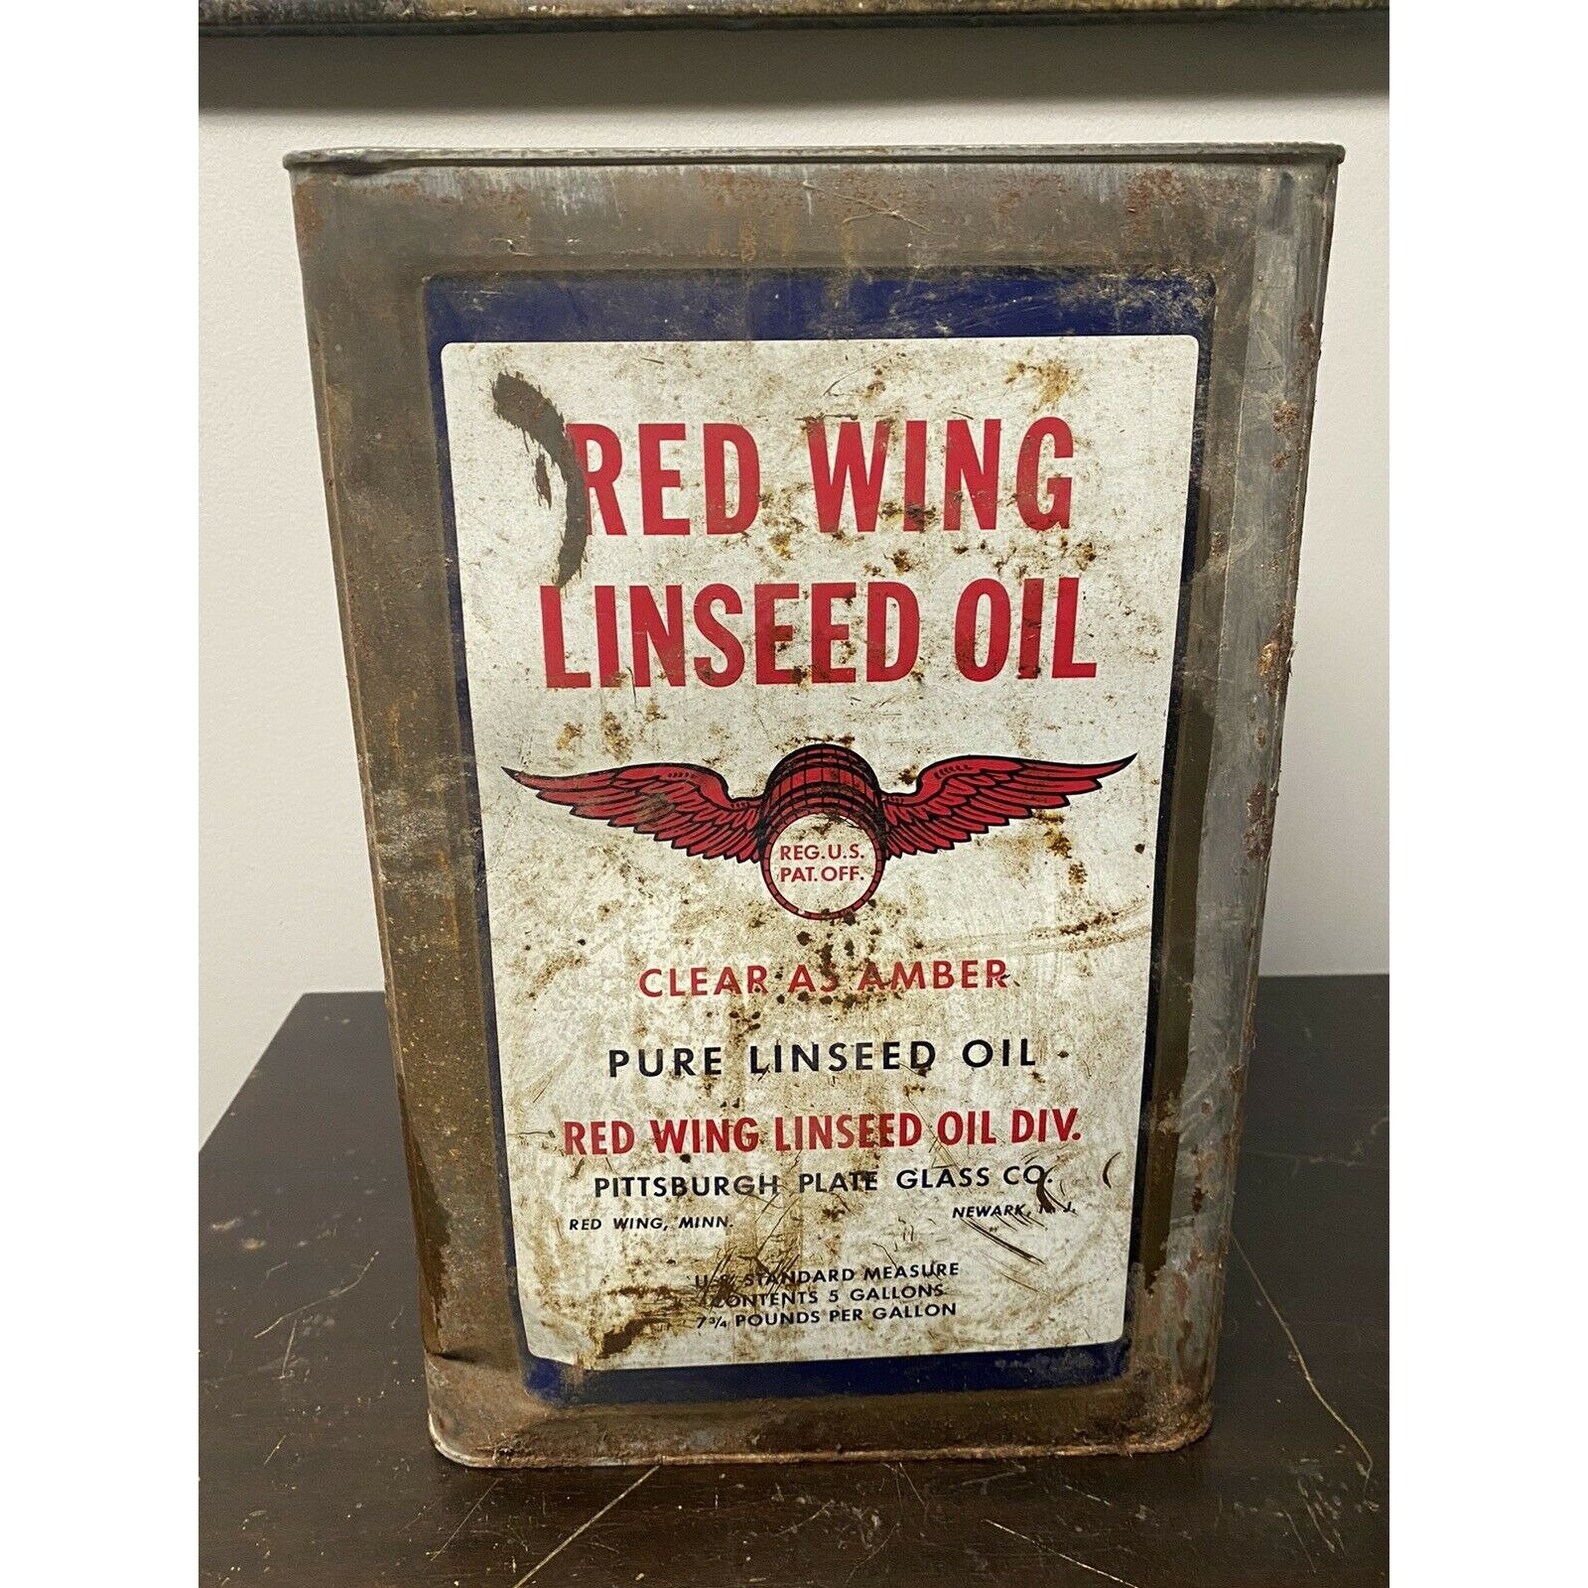 RED WING
LINSEED OIL
REG.U.S.
PAT.OFF.
CLEAR AS AMBER
PURE LINSEED OIL
RED WING LINSEED OIL DIV.
PITTSBURGH PLATE GLASS CO.
RED WING, MINN. NEWARK, N.J.
U.S. STANDARD MEASURE
CONTENTS 5 GALLONS
7¾ POUNDS PER GALLON